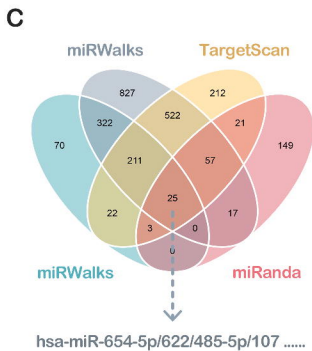 C
miRWalks TargetScan
827 212
322 522 21
70 211 57 149
25
22 3 0 17
0
miRWalks miRanda
hsa-miR-654-5p/622/485-5p/107 ......